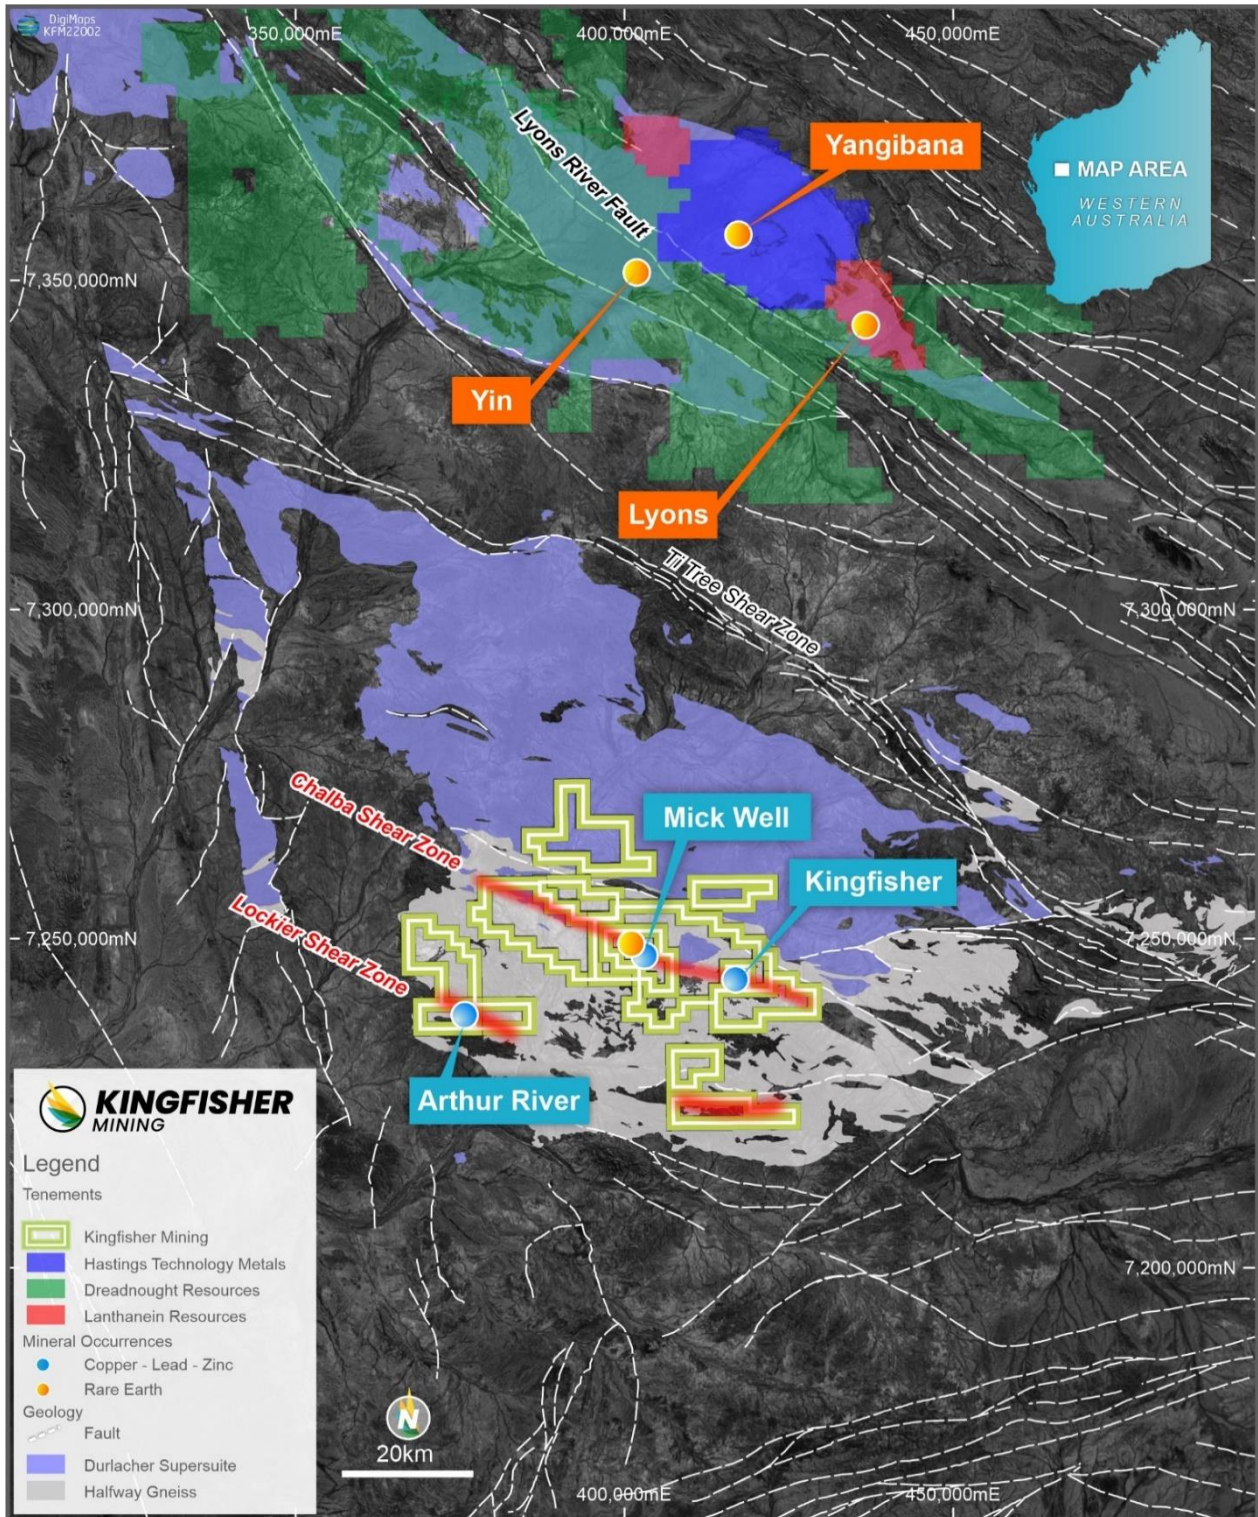 DigiMaps
KFM22002
350,000mE
400,000mE
450,000mE
Lyons River Fault
Yangibana
MAP AREA
WESTERN
AUSTRALIA
7,350,000mN
Yin
Lyons
Ti Tree Shear Zone
7,300,000mN
7,300,000mN
Chalba Shear Zone
Mick Well
Kingfisher
Lockier Shear Zone
7,250,000mN
7,250,000mN
Arthur River
KINGFISHER
MINING
Legend
Tenements
Kingfisher Mining
Hastings Technology Metals
Dreadnought Resources
Lanthanein Resources
Mineral Occurrences
Copper - Lead - Zinc
Rare Earth
Geology
Fault
Durlacher Supersuite
Halfway Gneiss
7,200,000mN
N
20km
400,000mE
450,000mE